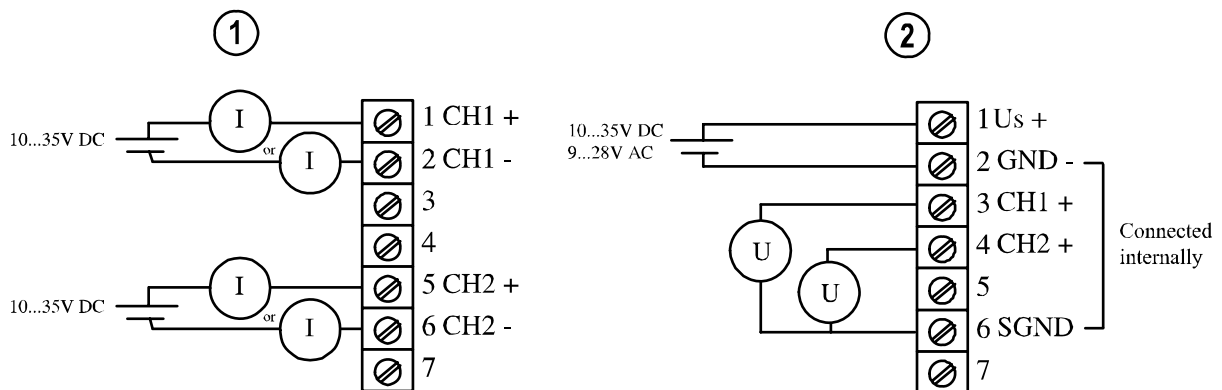 1
10...35V DC
I
or
I
1 CH1 +
2 CH1 -
3
4
10...35V DC
I
or
I
5 CH2 +
6 CH2 -
7
2
10...35V DC
9...28V AC
1 Us +
2 GND -
3 CH1 +
4 CH2 +
5
6 SGND
7
U
U
Connected
internally